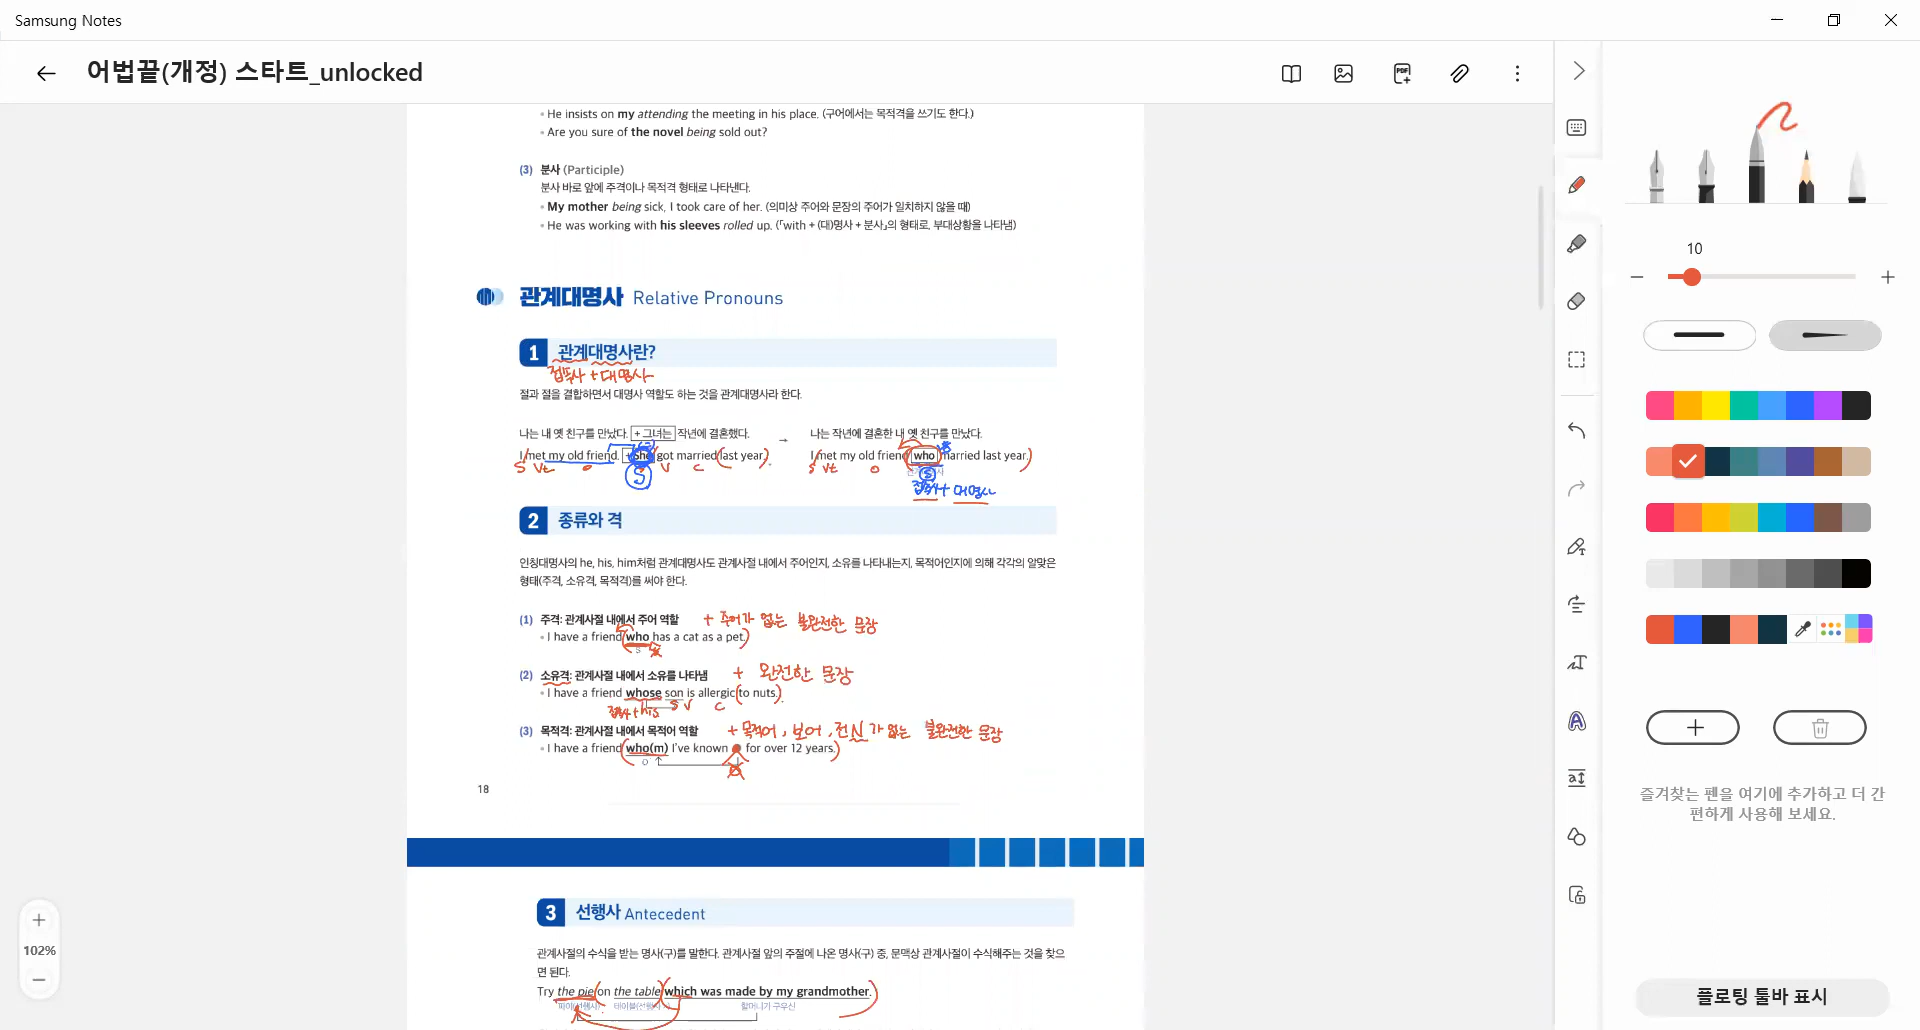 Samsung Notes
어법끝(개정) 스타트_unlocked
• He insists on my attending the meeting in his place. (구어에서는 목적격을 쓰기도 한다.)
• Are you sure of the novel being sold out?
(3) 분사 (Participle)
분사 바로 앞에 주격이나 목적격 형태로 나타낸다.
• My mother being sick, I took care of her. (의미상 주어와 문장의 주어가 일치하지 않을 때)
• He was working with his sleeves rolled up. (「with + (대)명사 + 분사」의 형태로, 부대상황을 나타냄)
관계대명사 Relative Pronouns
1 관계대명사란?
접속사 + 대명사
절과 절을 결합하면서 대명사 역할도 하는 것을 관계대명사라 한다.
나는 내 옛 친구를 만났다. + 그녀는 작년에 결혼했다. → 나는 작년에 결혼한 내 옛 친구를 만났다.
I met my old friend. + She got married last year. I met my old friend who married last year.
S Vt O S V C S Vt O S
접속사 + 대명사
2 종류와 격
인칭대명사의 he, his, him처럼 관계대명사도 관계사절 내에서 주어인지, 소유를 나타내는지, 목적어인지에 의해 각각의 알맞은
형태(주격, 소유격, 목적격)를 써야 한다.
(1) 주격: 관계사절 내에서 주어 역할 + 주어가 없는 불완전한 문장
• I have a friend who has a cat as a pet.
S
(2) 소유격: 관계사절 내에서 소유를 나타냄 + 완전한 문장
• I have a friend whose son is allergic to nuts.
접속사+his S V C
(3) 목적격: 관계사절 내에서 목적어 역할 + 목적어, 보어, 전N가 없는 불완전한 문장
• I have a friend who(m) I've known for over 12 years.
O
18
3 선행사 Antecedent
관계사절의 수식을 받는 명사(구)를 말한다. 관계사절 앞의 주절에 나온 명사(구) 중, 문맥상 관계사절이 수식해주는 것을 찾으
면 된다.
Try the pie on the table which was made by my grandmother.
파이(선행사) 테이블(선행사 할머니가 구우신
10
102%
즐겨찾는 펜을 여기에 추가하고 더 간
편하게 사용해 보세요.
플로팅 툴바 표시